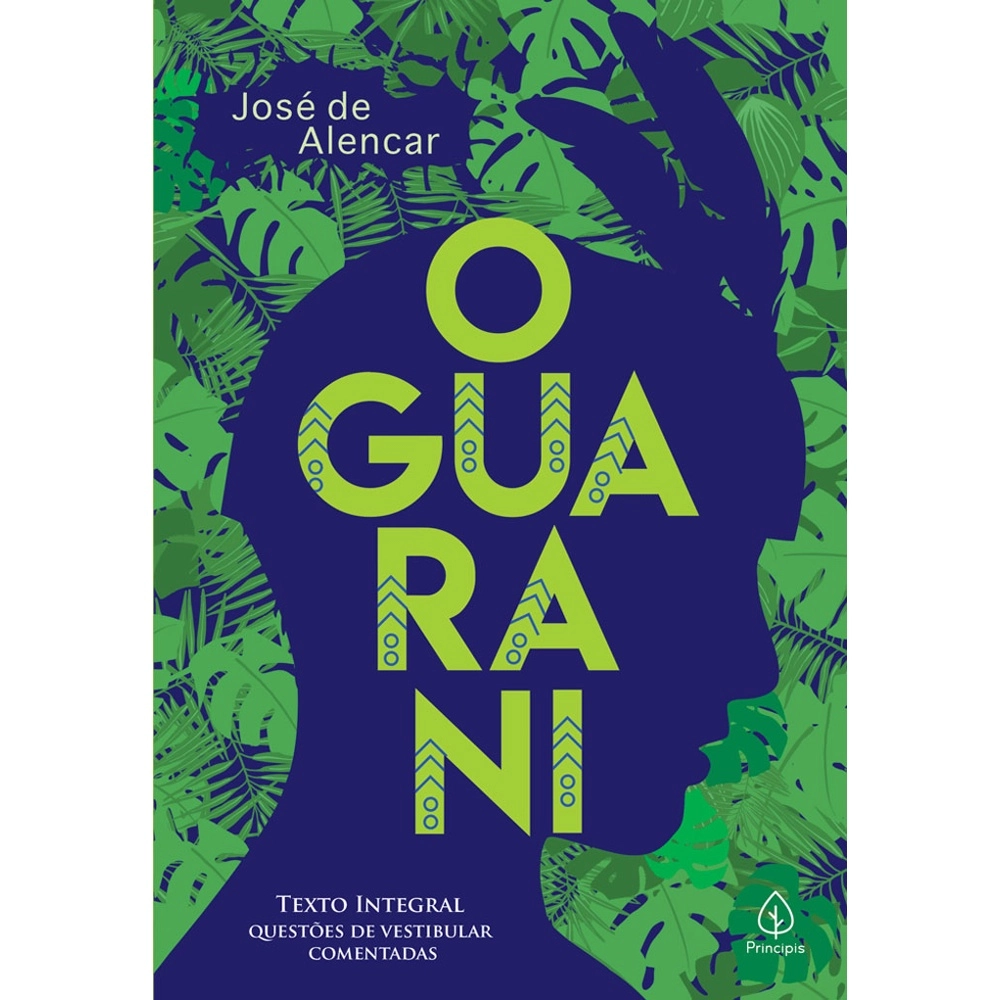 José de
Alencar
O
GUA
RA
NI
TEXTO INTEGRAL
QUESTÕES DE VESTIBULAR
COMENTADAS
Principis